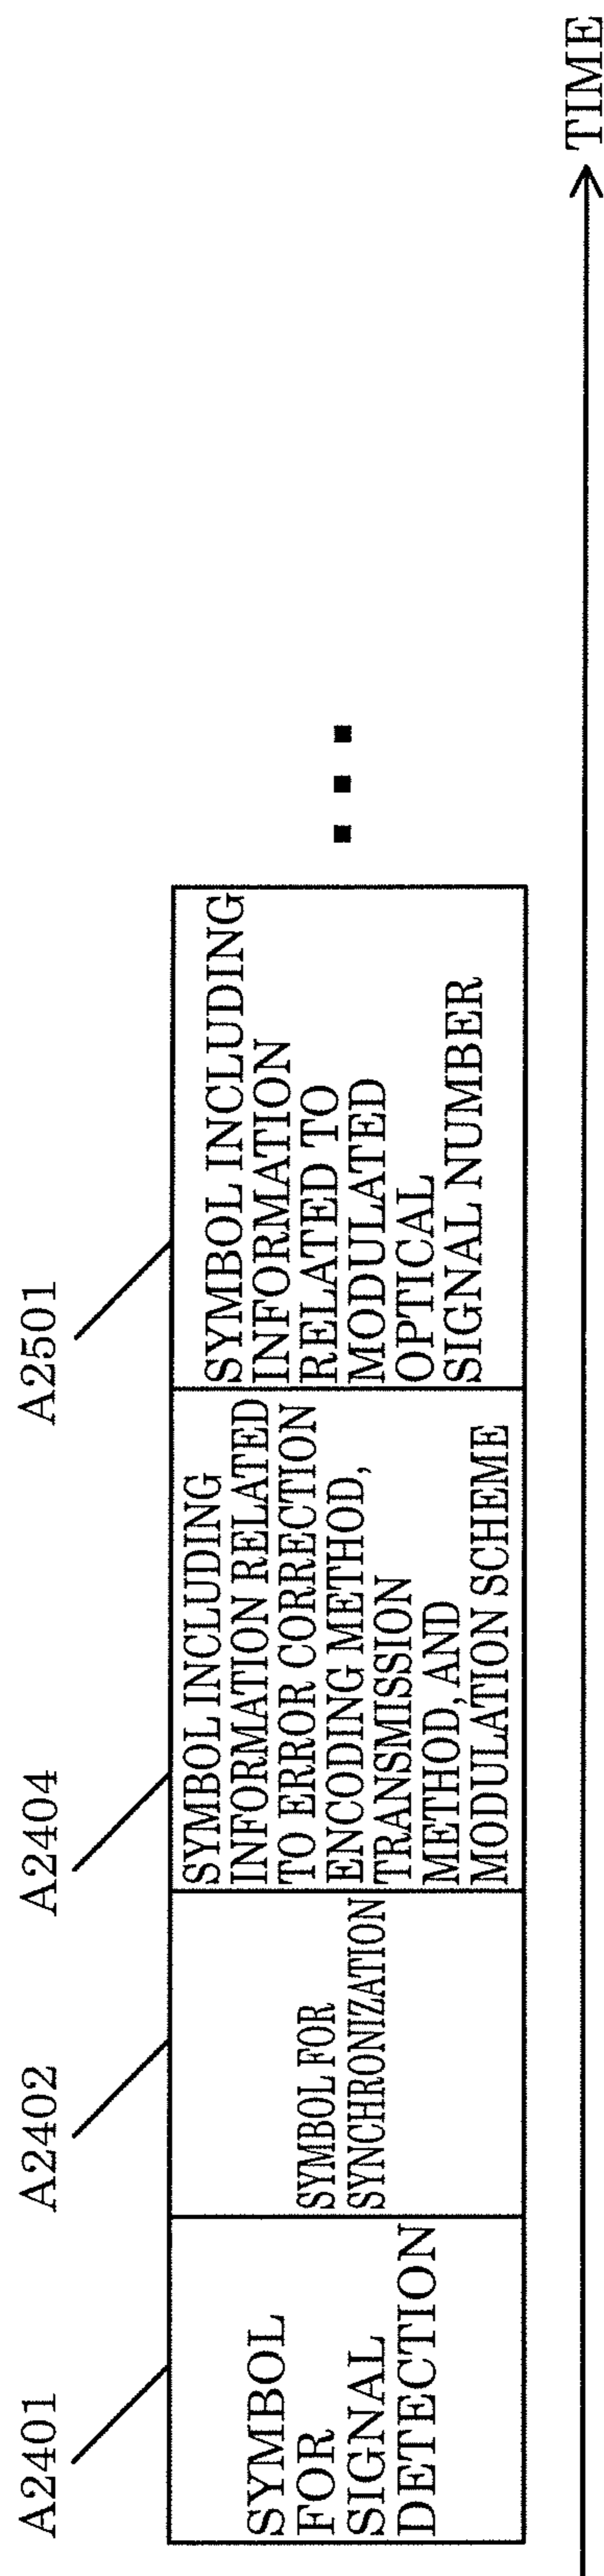 A2401
A2402
A2404
A2501
SYMBOL
FOR
SIGNAL
DETECTION
SYMBOL FOR
SYNCHRONIZATION
SYMBOL INCLUDING
INFORMATION RELATED
TO ERROR CORRECTION
ENCODING METHOD,
TRANSMISSION
METHOD, AND
MODULATION SCHEME
SYMBOL INCLUDING
INFORMATION
RELATED TO
MODULATED
OPTICAL
SIGNAL NUMBER
TIME